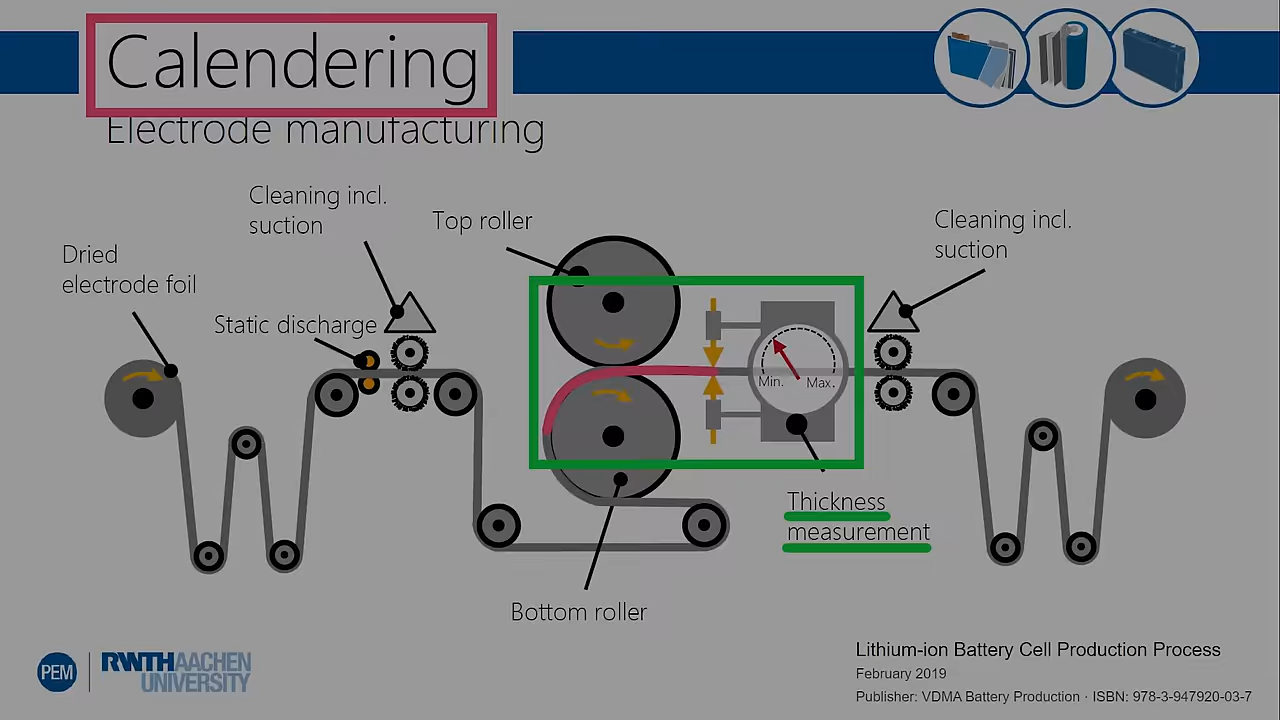 Calendering
Electrode manufacturing
Cleaning incl.
suction
Top roller
Cleaning incl.
suction
Dried
electrode foil
Static discharge
Min. Max.
Thickness
measurement
Bottom roller
PEM
RWTH AACHEN
UNIVERSITY
Lithium-ion Battery Cell Production Process
February 2019
Publisher: VDMA Battery Production · ISBN: 978-3-947920-03-7